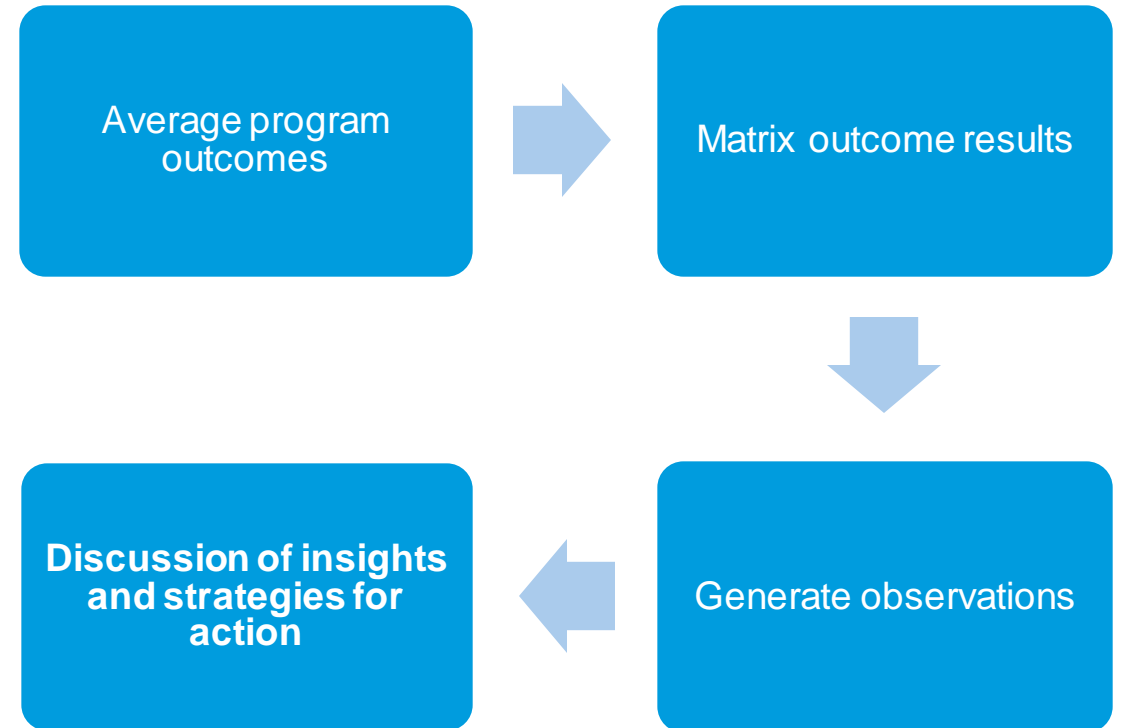 Average program
outcomes
Matrix outcome results
Generate observations
Discussion of insights
and strategies for
action